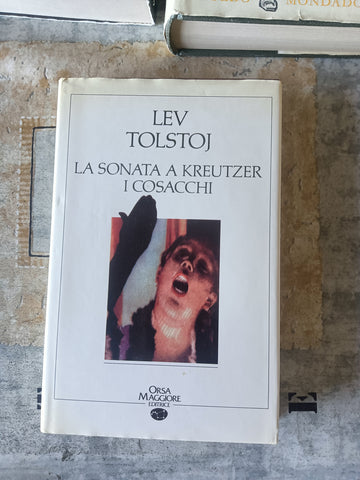 MONDADO
LEV
TOLSTOJ
LA SONATA A KREUTZER
I COSACCHI
ORSA
MAGGIORE
EDITRICE